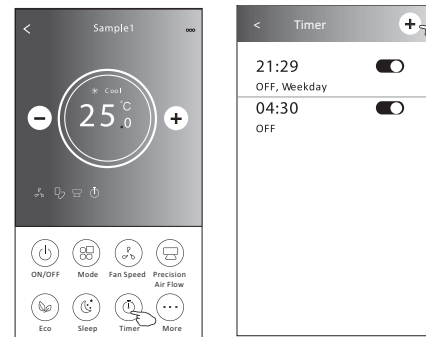 Sample1
Cool
25.0 °C
ON/OFF Mode Fan Speed Precision Air Flow
Eco Sleep Timer More
Timer
21:29
OFF, Weekday
04:30
OFF